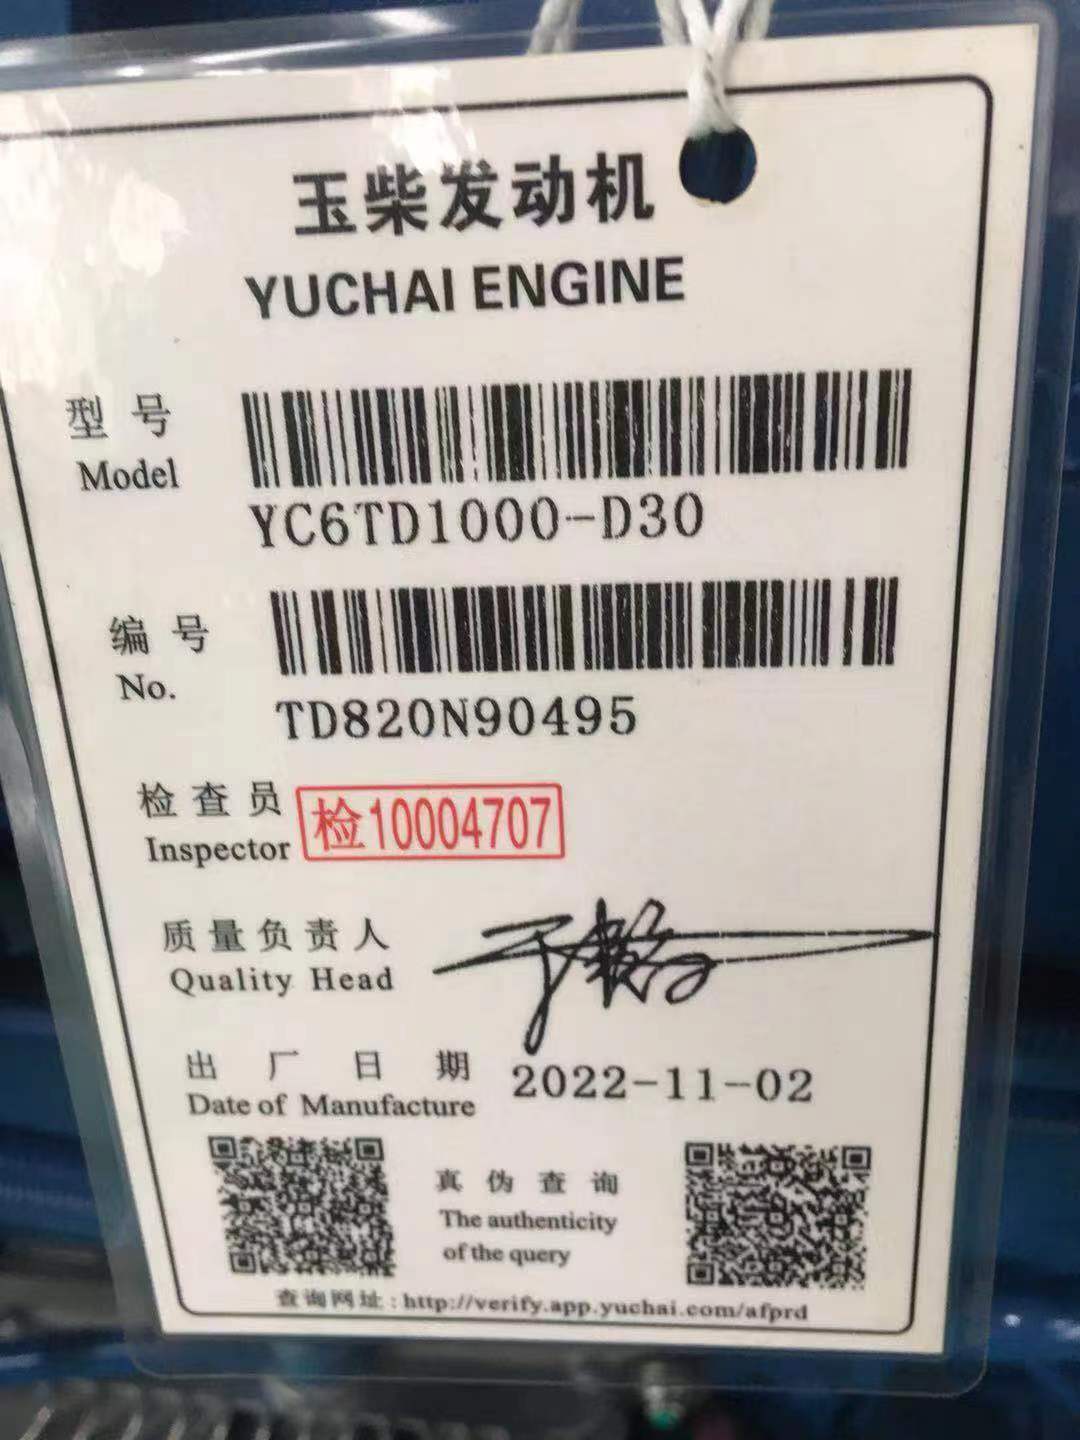 玉柴发动机
YUCHAI ENGINE
型号
Model
YC6TD1000-D30
编号
No.
TD820N90495
检查员
Inspector
检10004707
质量负责人
Quality Head
出厂日期
Date of Manufacture
2022-11-02
真伪查询
The authenticity
of the query
查询网址:http://verify.app.yuchai.com/afprd